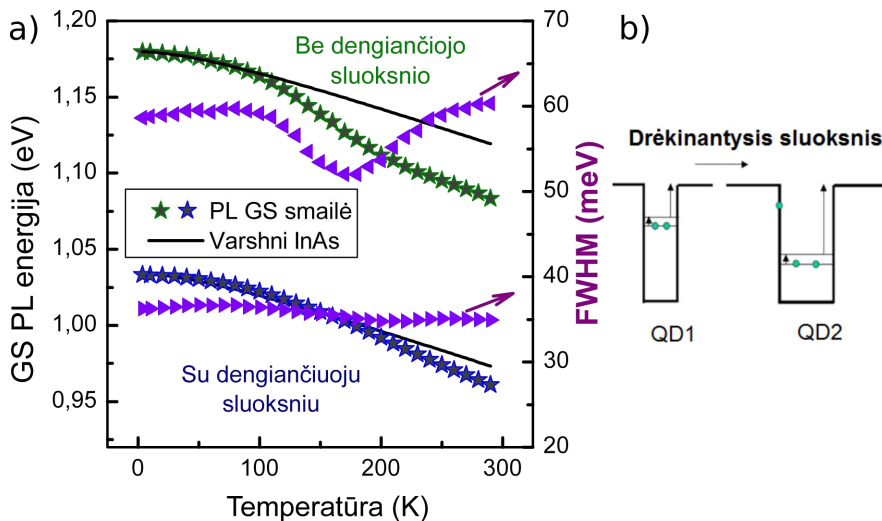 a)
1,20
1,15
1,10
1,05
1,00
0,95
GS PL energija (eV)
0
100
200
300
Temperatūra (K)
70
60
50
40
30
20
FWHM (meV)
Be dengiančiojo
sluoksnio
PL GS smailė
Varshni InAs
Su dengiančiuoju
sluoksniu
b)
Drėkinantysis sluoksnis
QD1
QD2